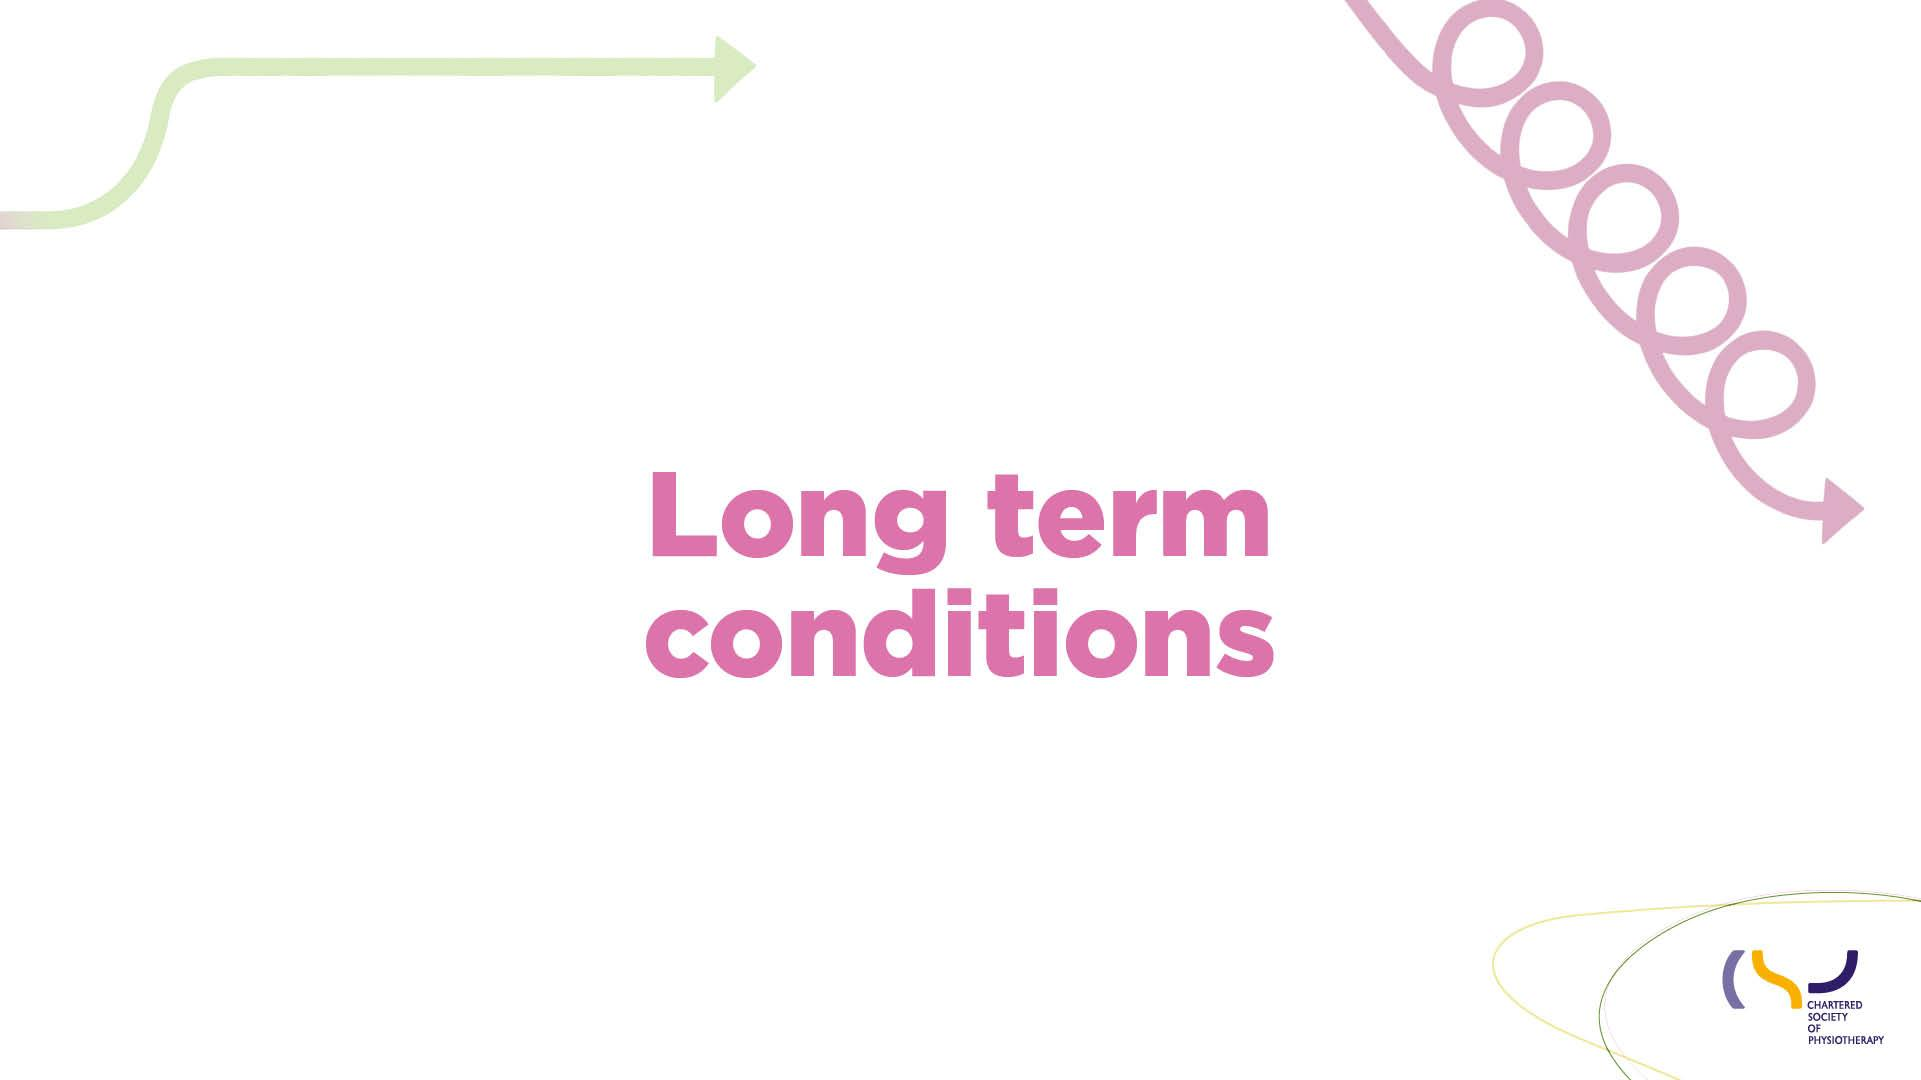 Long term
conditions
CHARTERED
SOCIETY
OF
PHYSIOTHERAPY